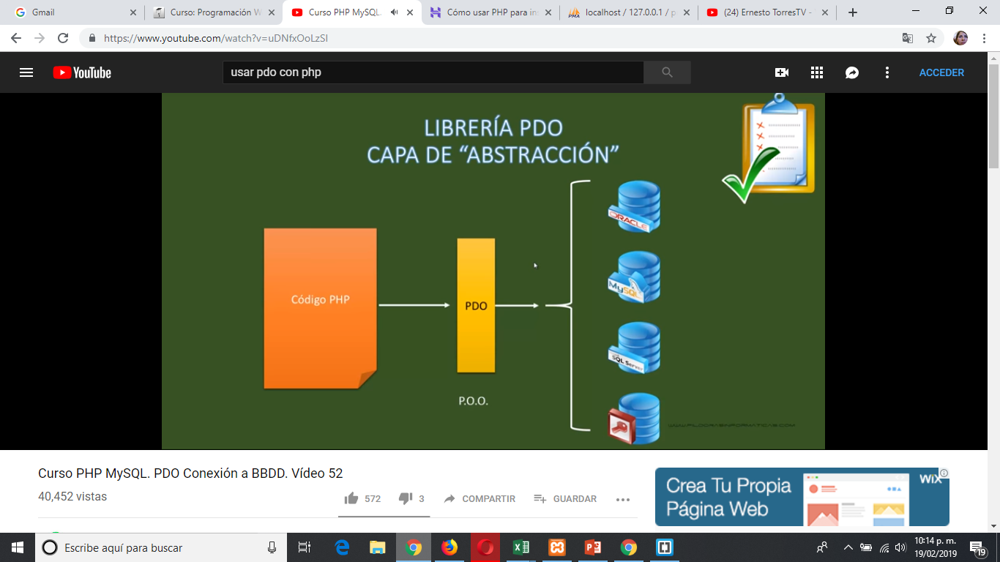 Gmail
Curso: Programación W
Curso PHP MySQL.
Cómo usar PHP para ins
localhost / 127.0.0.1 / p
(24) Ernesto TorresTV -
https://www.youtube.com/watch?v=uDNfxOoLzSI
YouTube
usar pdo con php
ACCEDER
LIBRERÍA PDO
CAPA DE “ABSTRACCIÓN”
ORACLE
MySQL
Código PHP
PDO
SQL Server
P.O.O.
WWW.PILDORASINFORMATICAS.COM
Curso PHP MySQL. PDO Conexión a BBDD. Vídeo 52
40,452 vistas
572
3
COMPARTIR
GUARDAR
Crea Tu Propia
Página Web
WiX
Escribe aquí para buscar
10:14 p. m.
19/02/2019
19